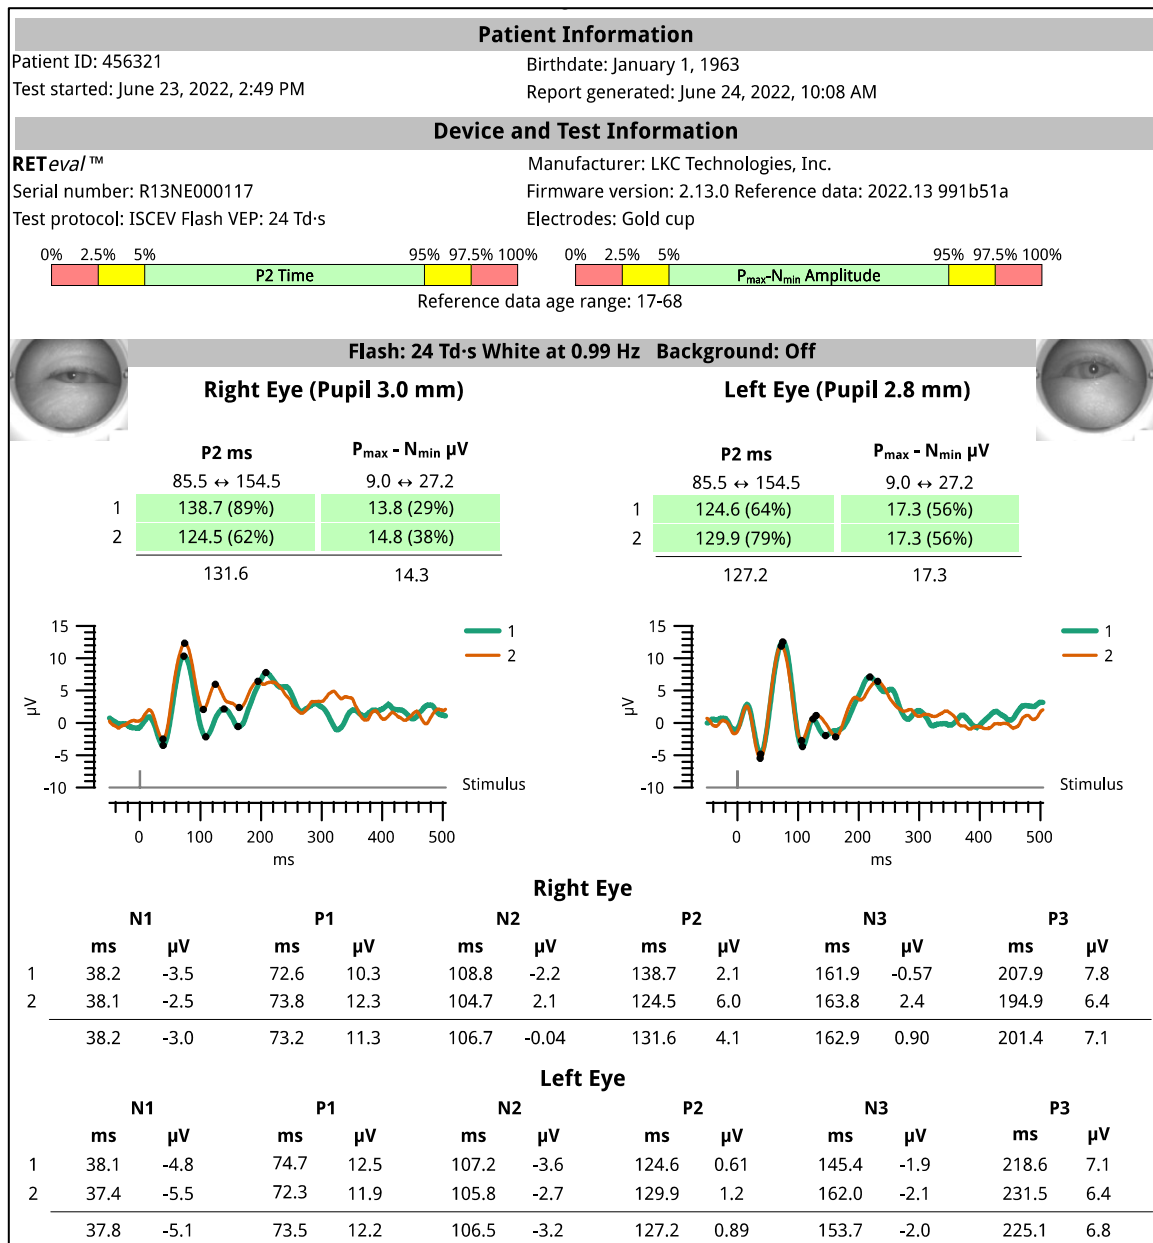 Patient Information
Patient ID: 456321
Birthdate: January 1, 1963
Test started: June 23, 2022, 2:49 PM
Report generated: June 24, 2022, 10:08 AM
Device and Test Information
RETeval ™
Manufacturer: LKC Technologies, Inc.
Serial number: R13NE000117
Firmware version: 2.13.0 Reference data: 2022.13 991b51a
Test protocol: ISCEV Flash VEP: 24 Td·s
Electrodes: Gold cup
0% 2.5% 5% 95% 97.5% 100%
P2 Time
0% 2.5% 5% 95% 97.5% 100%
Pmax-Nmin Amplitude
Reference data age range: 17-68
Flash: 24 Td·s White at 0.99 Hz Background: Off
Right Eye (Pupil 3.0 mm)
P2 ms Pmax - Nmin µV
85.5 ↔ 154.5 9.0 ↔ 27.2
1 138.7 (89%) 13.8 (29%)
2 124.5 (62%) 14.8 (38%)
131.6 14.3
Left Eye (Pupil 2.8 mm)
P2 ms Pmax - Nmin µV
85.5 ↔ 154.5 9.0 ↔ 27.2
1 124.6 (64%) 17.3 (56%)
2 129.9 (79%) 17.3 (56%)
127.2 17.3
15
10
5
0
-5
-10
µV
1
2
Stimulus
0 100 200 300 400 500
ms
15
10
5
0
-5
-10
µV
1
2
Stimulus
0 100 200 300 400 500
ms
Right Eye
N1 P1 N2 P2 N3 P3
ms µV ms µV ms µV ms µV ms µV ms µV
1 38.2 -3.5 72.6 10.3 108.8 -2.2 138.7 2.1 161.9 -0.57 207.9 7.8
2 38.1 -2.5 73.8 12.3 104.7 2.1 124.5 6.0 163.8 2.4 194.9 6.4
38.2 -3.0 73.2 11.3 106.7 -0.04 131.6 4.1 162.9 0.90 201.4 7.1
Left Eye
N1 P1 N2 P2 N3 P3
ms µV ms µV ms µV ms µV ms µV ms µV
1 38.1 -4.8 74.7 12.5 107.2 -3.6 124.6 0.61 145.4 -1.9 218.6 7.1
2 37.4 -5.5 72.3 11.9 105.8 -2.7 129.9 1.2 162.0 -2.1 231.5 6.4
37.8 -5.1 73.5 12.2 106.5 -3.2 127.2 0.89 153.7 -2.0 225.1 6.8